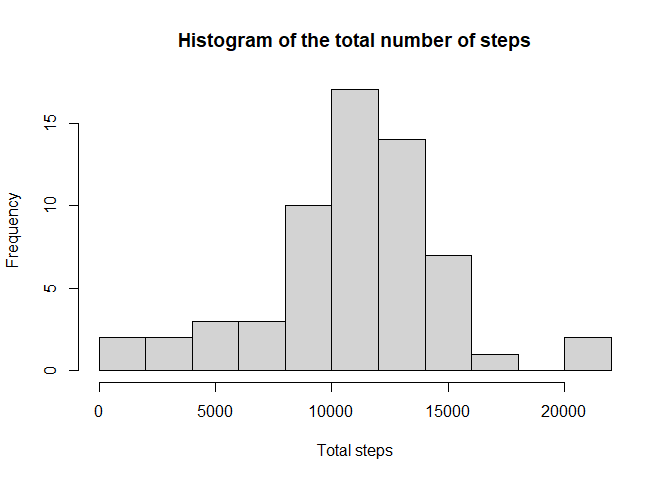 Histogram of the total number of steps
15
10
5
0
Frequency
0 5000 10000 15000 20000
Total steps